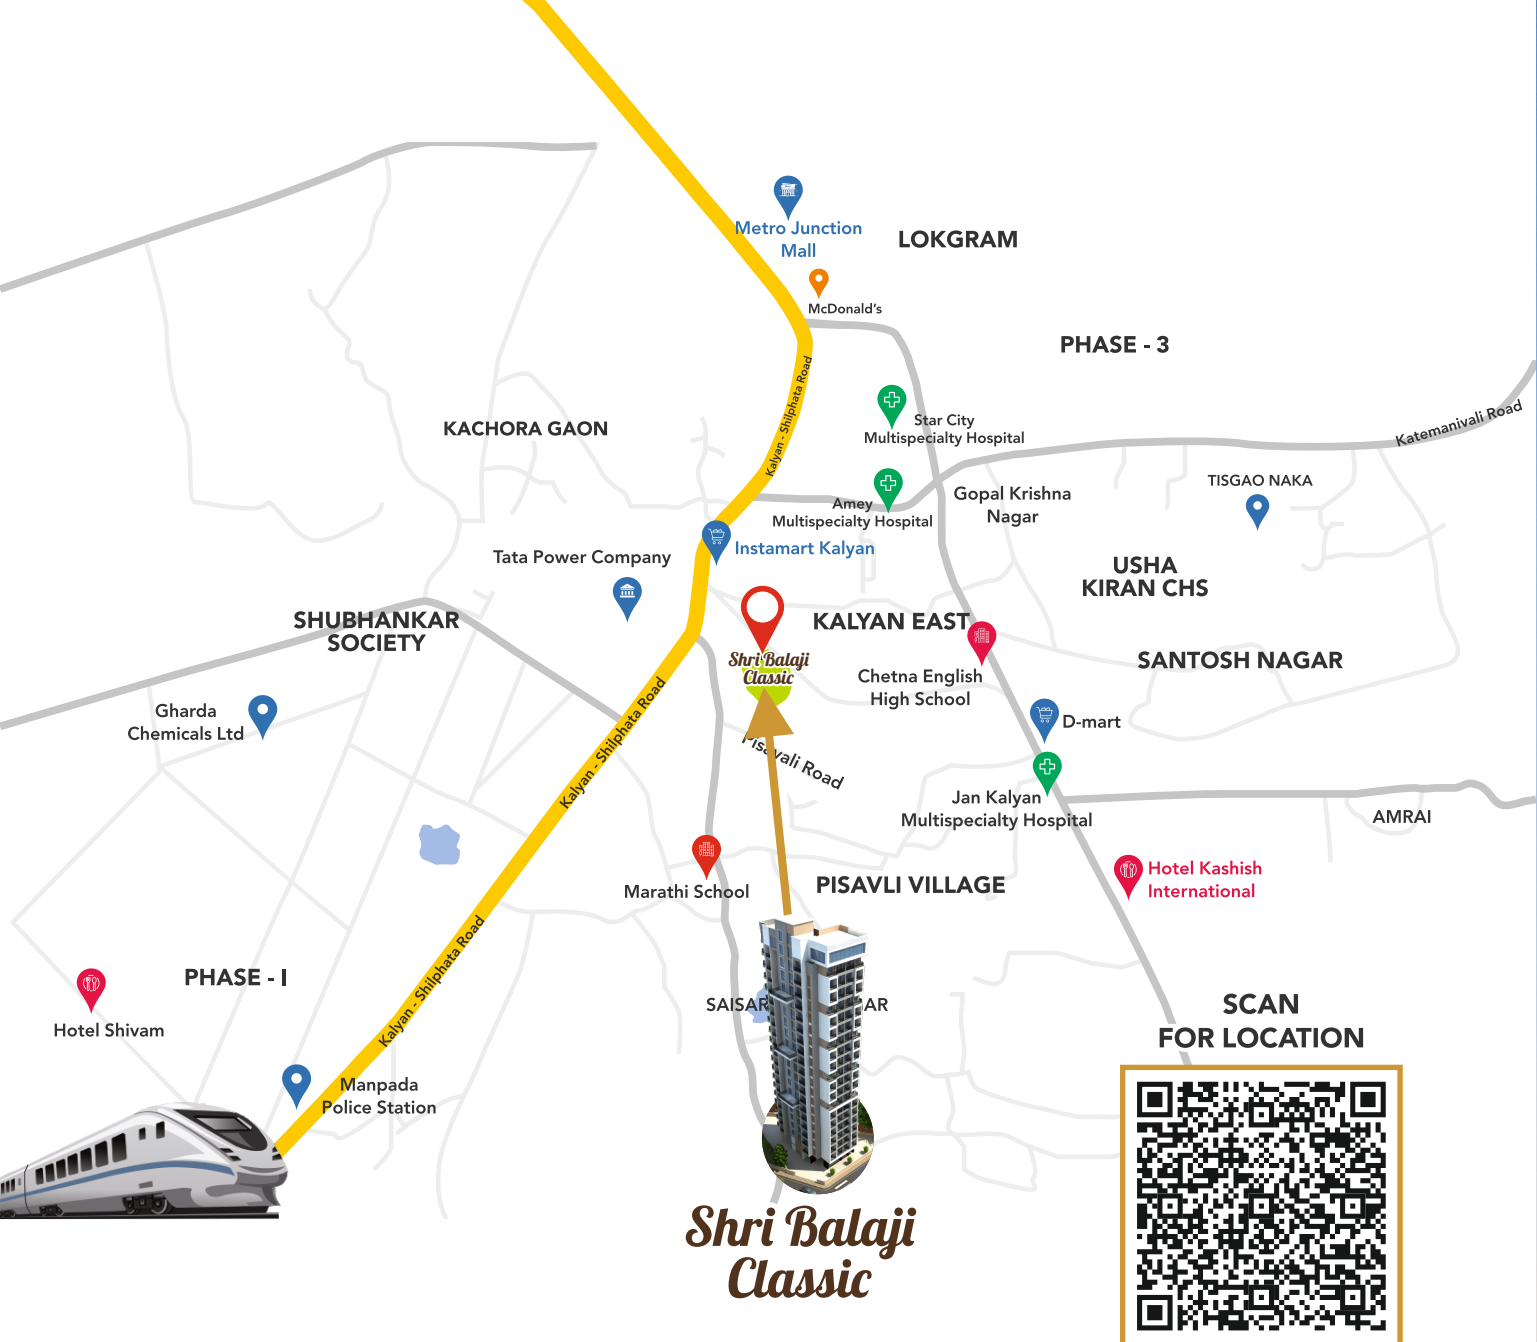 Metro Junction
Mall
LOKGRAM
McDonald's
PHASE - 3
Kalyan - Shilphata Road
Star City
Multispecialty Hospital
Katemanivali Road
KACHORA GAON
TISGAO NAKA
Gopal Krishna
Nagar
Amey
Multispecialty Hospital
Instamart Kalyan
Tata Power Company
USHA
KIRAN CHS
SHUBHANKAR
SOCIETY
KALYAN EAST
Shri Balaji
Classic
SANTOSH NAGAR
Chetna English
High School
Gharda
Chemicals Ltd
D-mart
Kalyan - Shilphata Road
Pisavali Road
Jan Kalyan
Multispecialty Hospital
AMRAI
Marathi School
PISAVLI VILLAGE
Hotel Kashish
International
Kalyan - Shilphata Road
PHASE - I
Hotel Shivam
SCAN
FOR LOCATION
Manpada
Police Station
Shri Balaji
Classic